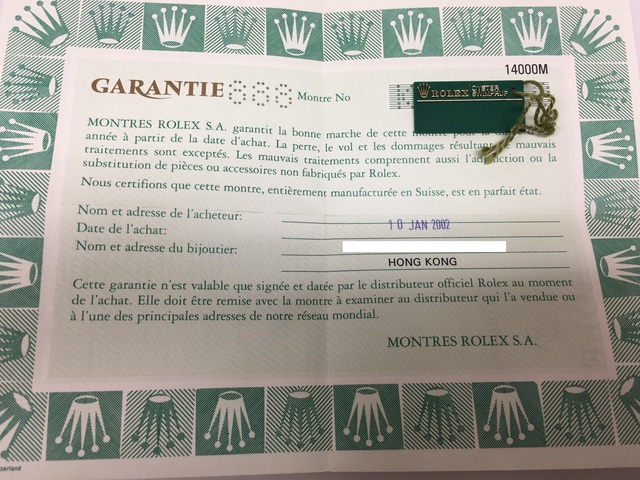 14000M
GARANTIE 888 Montre No
ROLEX OYSTER
MONTRES ROLEX S.A. garantit la bonne marche de cette montre pour la
année à partir de la date d'achat. La perte, le vol et les dommages résultant mauvais
traitements sont exceptés. Les mauvais traitements comprennent aussi l'adjonction ou la
substitution de pièces ou accessoires non fabriqués par Rolex.
Nous certifions que cette montre, entièrement manufacturée en Suisse, est en parfait état.
Nom et adresse de l'acheteur:
Date de l'achat: 10 JAN 2002
Nom et adresse du bijoutier:
HONG KONG
Cette garantie n'est valable que signée et datée par le distributeur officiel Rolex au moment
de l'achat. Elle doit être remise avec la montre à examiner au distributeur qui l'a vendue ou
à l'une des principales adresses de notre réseau mondial.
MONTRES ROLEX S.A.